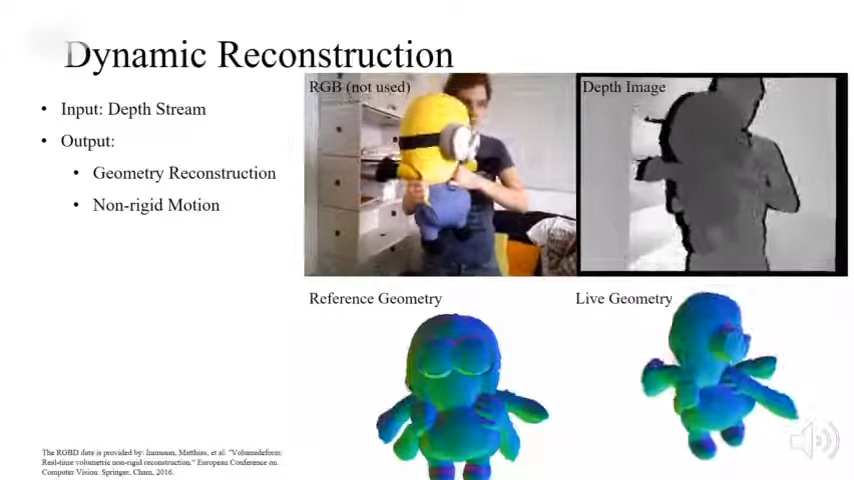 Dynamic Reconstruction
• Input: Depth Stream
• Output:
• Geometry Reconstruction
• Non-rigid Motion
RGB (not used)
Depth Image
Reference Geometry
Live Geometry
The RGBD date is provided by: Innmann, Matthias, et al. "Volumedeform:
Real-time volumetric non-rigid reconstruction." European Conference on
Computer Vision. Springer, Cham, 2016.